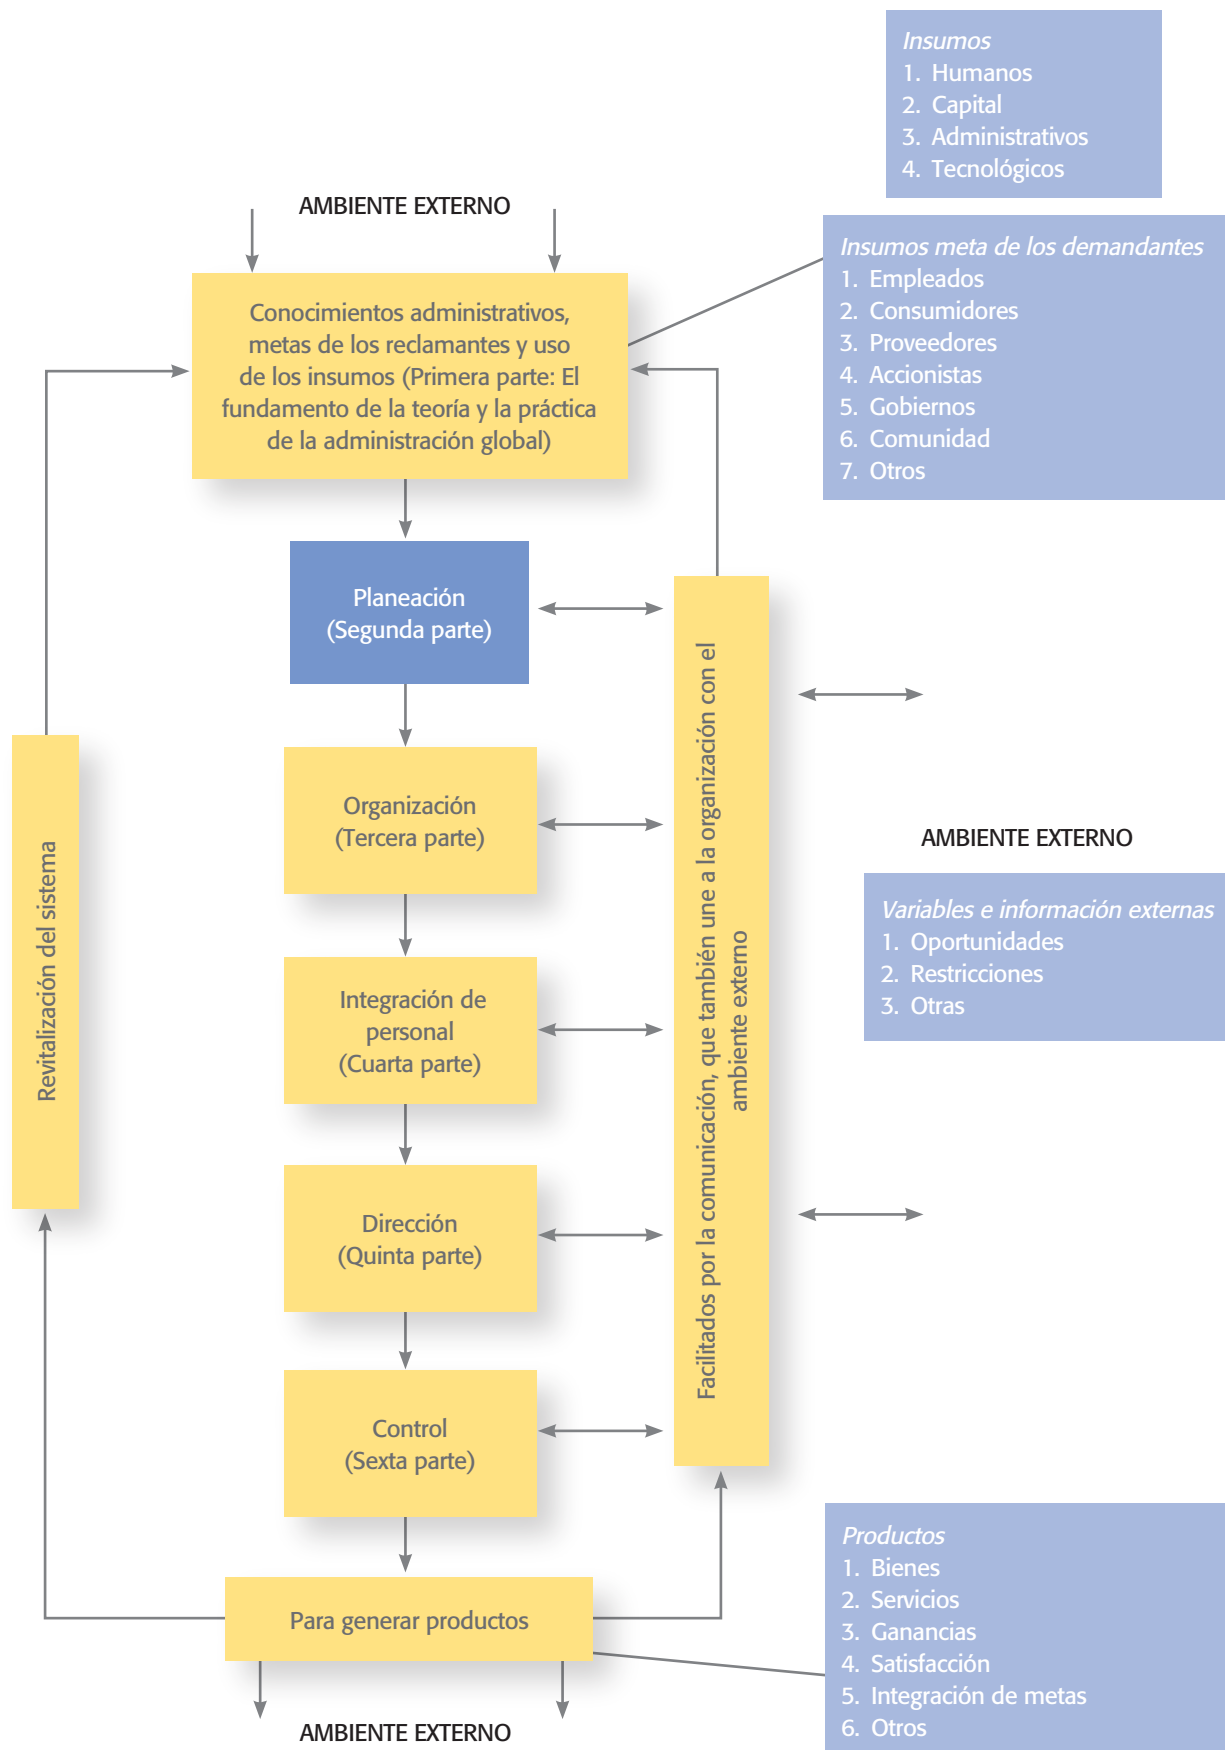 Insumos
1. Humanos
2. Capital
3. Administrativos
4. Tecnológicos
AMBIENTE EXTERNO
Insumos meta de los demandantes
1. Empleados
2. Consumidores
3. Proveedores
4. Accionistas
5. Gobiernos
6. Comunidad
7. Otros
Conocimientos administrativos,
metas de los reclamantes y uso
de los insumos (Primera parte: El
fundamento de la teoría y la práctica
de la administración global)
Planeación
(Segunda parte)
Organización
(Tercera parte)
Integración de
personal
(Cuarta parte)
Dirección
(Quinta parte)
Control
(Sexta parte)
Para generar productos
Revitalización del sistema
Facilitados por la comunicación, que también une a la organización con el
ambiente externo
AMBIENTE EXTERNO
Variables e información externas
1. Oportunidades
2. Restricciones
3. Otras
Productos
1. Bienes
2. Servicios
3. Ganancias
4. Satisfacción
5. Integración de metas
6. Otros
AMBIENTE EXTERNO